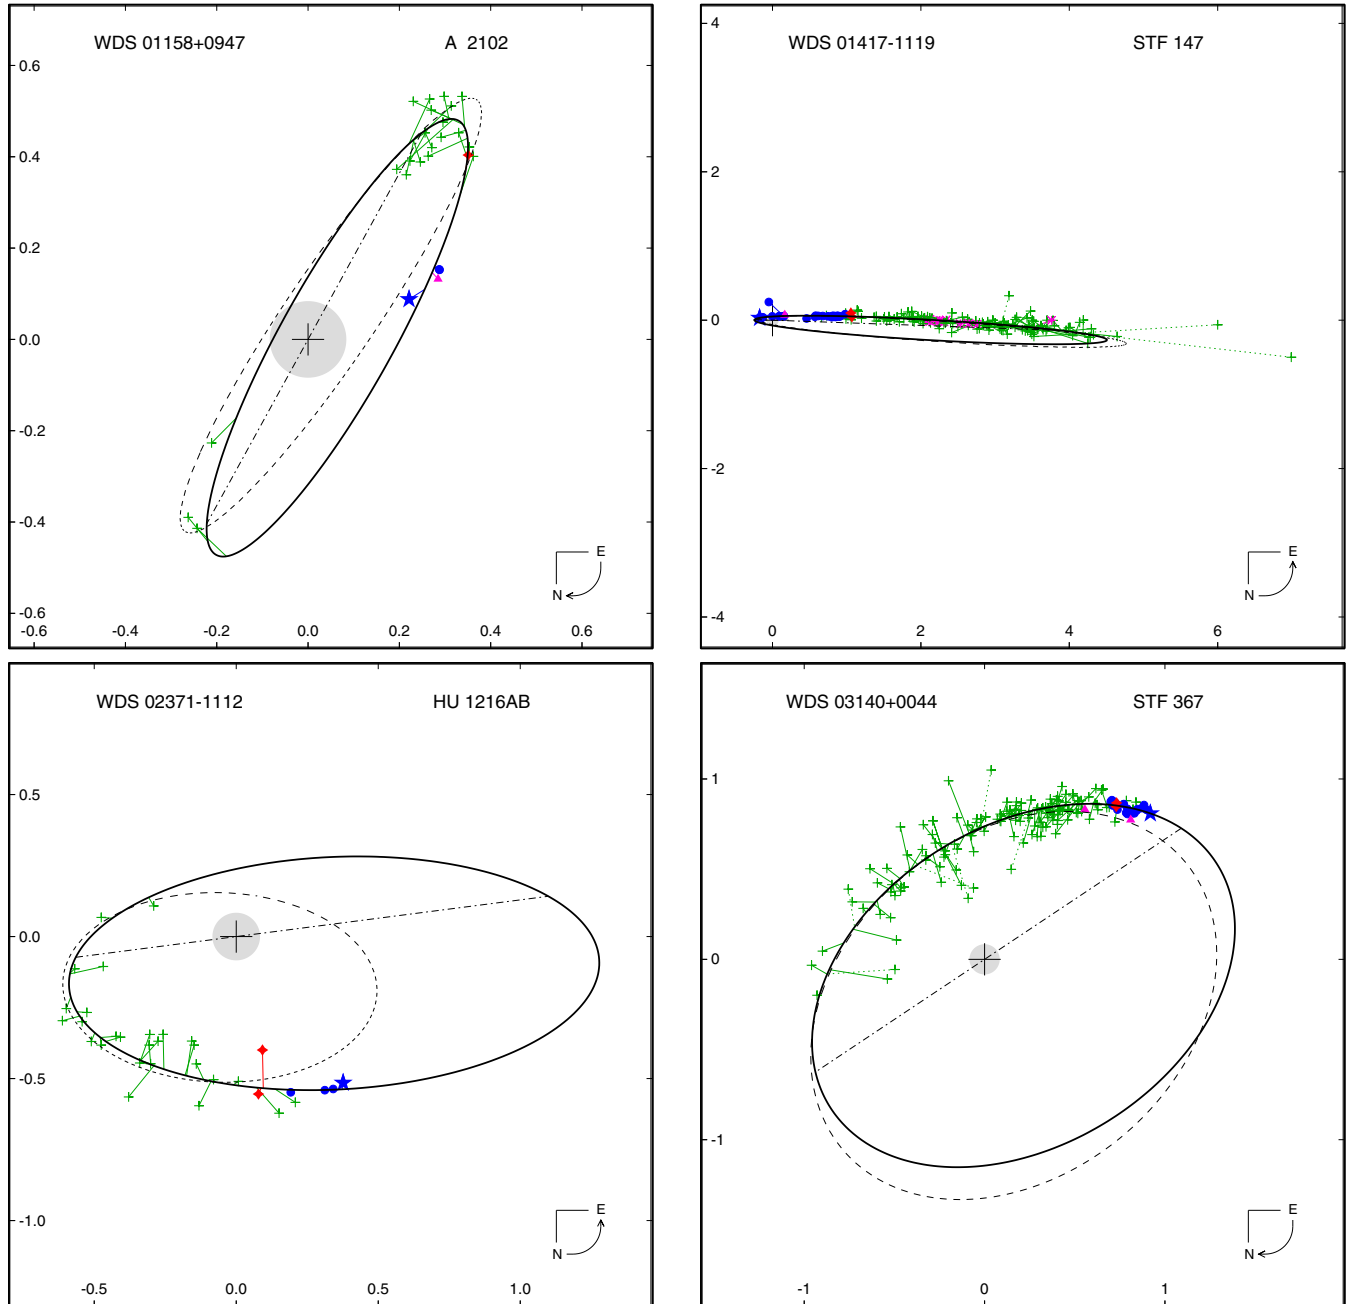 WDS 01158+0947 A 2102
0.6
0.4
0.2
0.0
-0.2
-0.4
-0.6
-0.6 -0.4 -0.2 0.0 0.2 0.4 0.6
E
N
WDS 01417-1119 STF 147
4
2
0
-2
-4
0 2 4 6
E
N
WDS 02371-1112 HU 1216AB
0.5
0.0
-0.5
-1.0
-0.5 0.0 0.5 1.0
E
N
WDS 03140+0044 STF 367
1
0
-1
-1 0 1
E
N